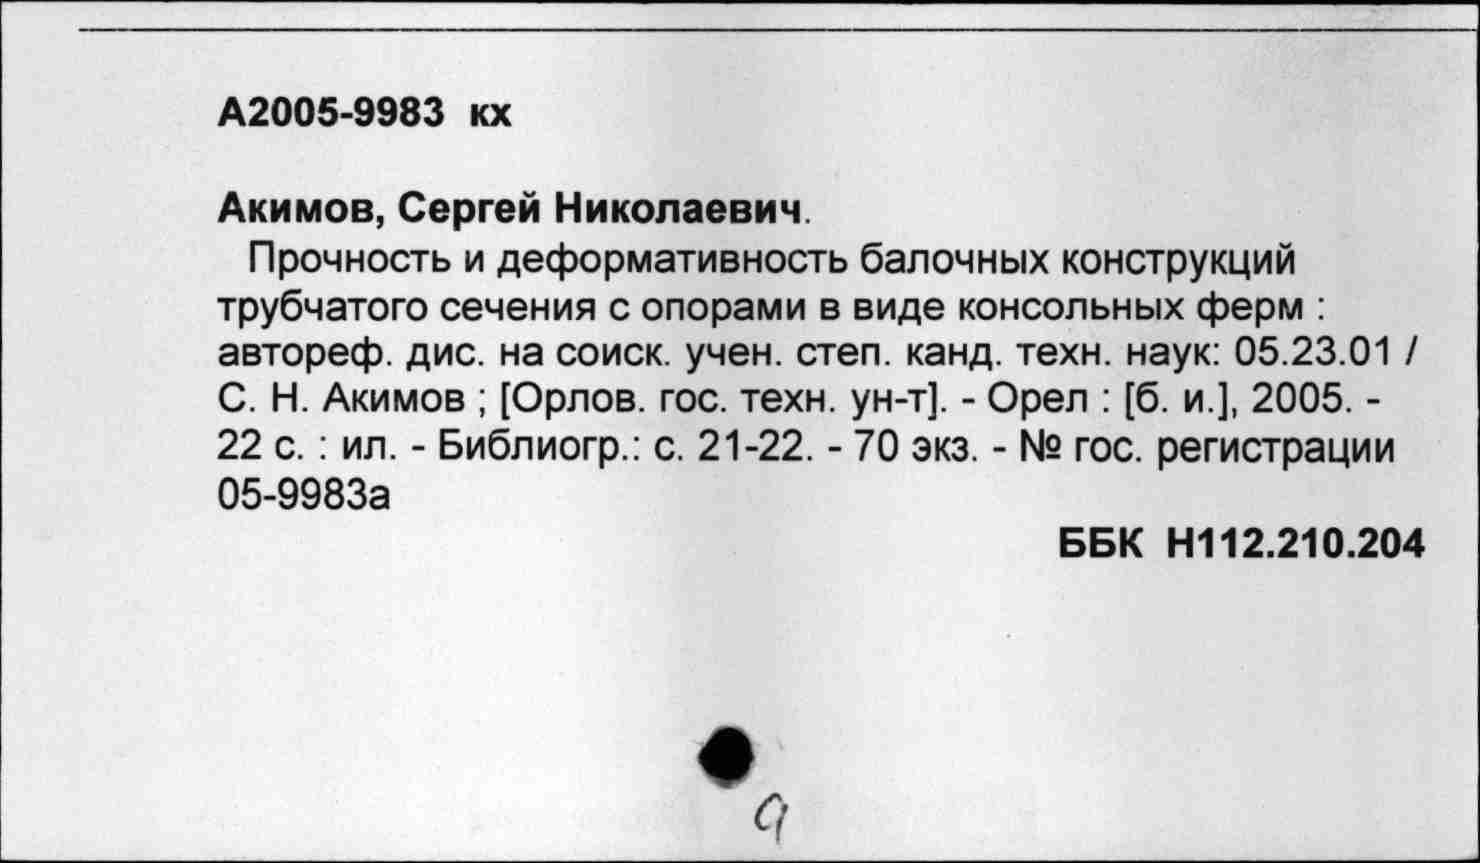 А2005-9983 кх
Акимов, Сергей Николаевич.
Прочность и деформативность балочных конструкций
трубчатого сечения с опорами в виде консольных ферм :
автореф. дис. на соиск. учен. степ. канд. техн. наук: 05.23.01 /
С. Н. Акимов ; [Орлов. гос. техн. ун-т]. - Орел : [б. и.], 2005. -
22 с. : ил. - Библиогр.: с. 21-22. - 70 экз. - № гос. регистрации
05-9983а
ББК Н112.210.204